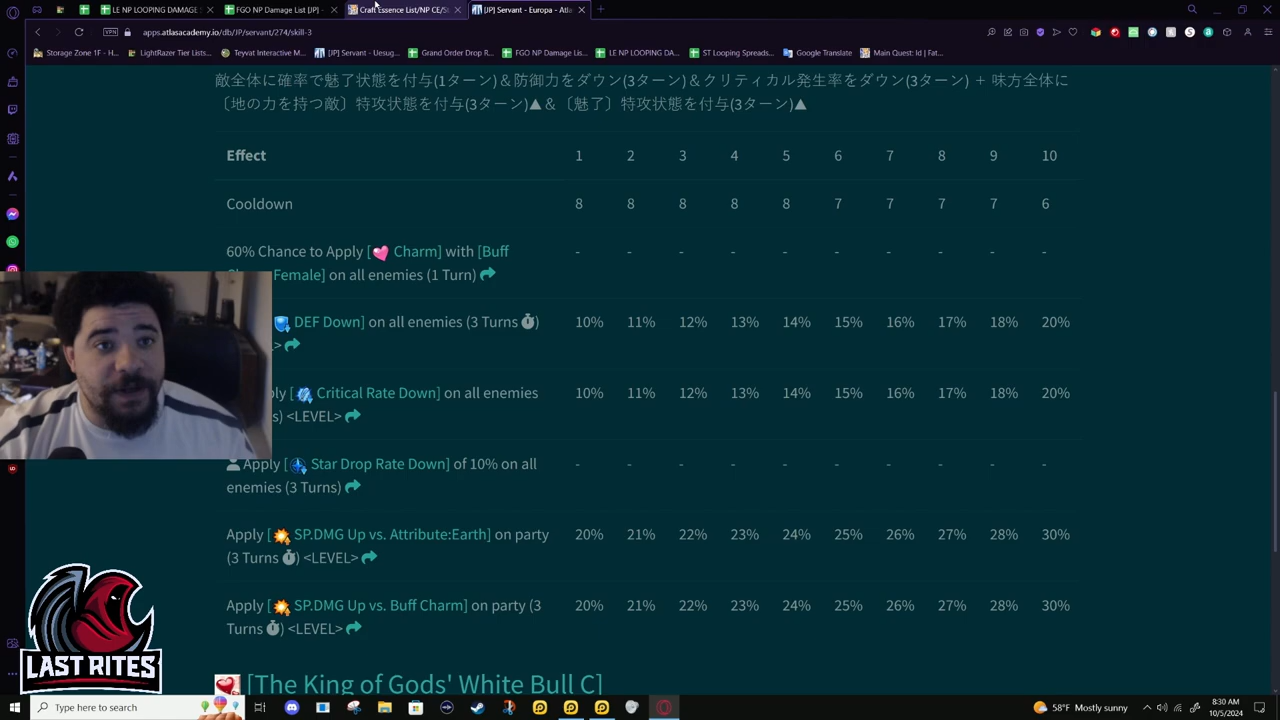 LE NP LOOPING DAMAGE
FGO NP Damage List [JP] -
Craft Essence List/NP CE/St
[JP] Servant - Europa - Atla
VPN
apps.atlasacademy.io/db/JP/servant/274/skill-3
Storage Zone 1F - H...
LightRazer Tier Lists...
Teyvat Interactive M...
[JP] Servant - Uesug...
Grand Order Drop R...
FGO NP Damage Lis...
LE NP LOOPING DA...
ST Looping Spreads...
Google Translate
Main Quest Id | Fat...
敵全体に確率で魅了状態を付与(1ターン)＆防御力をダウン(3ターン)＆クリティカル発生率をダウン(3ターン) + 味方全体に
〔地の力を持つ敵〕特攻状態を付与(3ターン)▲＆〔魅了〕特攻状態を付与(3ターン)▲
Effect 1 2 3 4 5 6 7 8 9 10
Cooldown 8 8 8 8 8 7 7 7 7 6
60% Chance to Apply [ Charm] with [Buff - - - - - - - - - -
Female] on all enemies (1 Turn)
DEF Down] on all enemies (3 Turns ) 10% 11% 12% 13% 14% 15% 16% 17% 18% 20%
>
ly [ Critical Rate Down] on all enemies 10% 11% 12% 13% 14% 15% 16% 17% 18% 20%
s) <LEVEL>
Apply [ Star Drop Rate Down] of 10% on all - - - - - - - - - -
enemies (3 Turns)
Apply [ SP.DMG Up vs. Attribute:Earth] on party 20% 21% 22% 23% 24% 25% 26% 27% 28% 30%
(3 Turns ) <LEVEL>
Apply [ SP.DMG Up vs. Buff Charm] on party (3 20% 21% 22% 23% 24% 25% 26% 27% 28% 30%
Turns ) <LEVEL>
[The King of Gods' White Bull C]
LAST RITES
Type here to search
58°F Mostly sunny
8:30 AM
10/5/2024